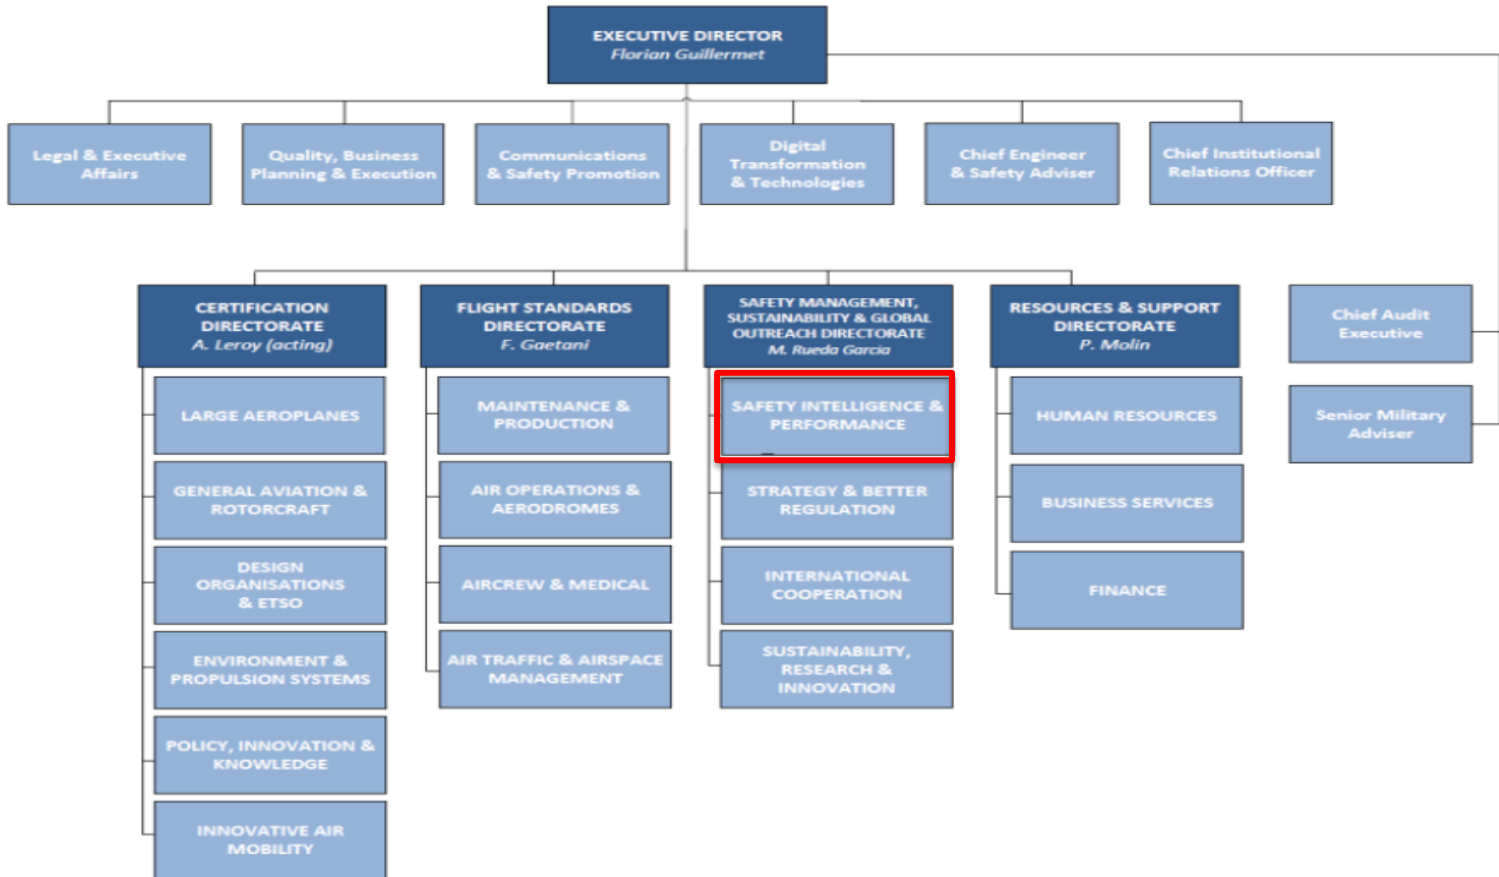 EXECUTIVE DIRECTOR
Florian Guillermet
Legal & Executive
Affairs
Quality, Business
Planning & Execution
Communications
& Safety Promotion
Digital
Transformation
& Technologies
Chief Engineer
& Safety Adviser
Chief Institutional
Relations Officer
CERTIFICATION
DIRECTORATE
A. Leroy (acting)
LARGE AEROPLANES
GENERAL AVIATION &
ROTORCRAFT
DESIGN
ORGANISATIONS
& ETSO
ENVIRONMENT &
PROPULSION SYSTEMS
POLICY, INNOVATION &
KNOWLEDGE
INNOVATIVE AIR
MOBILITY
FLIGHT STANDARDS
DIRECTORATE
F. Gaetani
MAINTENANCE &
PRODUCTION
AIR OPERATIONS &
AERODROMES
AIRCREW & MEDICAL
AIR TRAFFIC & AIRSPACE
MANAGEMENT
SAFETY MANAGEMENT,
SUSTAINABILITY & GLOBAL
OUTREACH DIRECTORATE
M. Rueda Garcia
SAFETY INTELLIGENCE &
PERFORMANCE
STRATEGY & BETTER
REGULATION
INTERNATIONAL
COOPERATION
SUSTAINABILITY,
RESEARCH &
INNOVATION
RESOURCES & SUPPORT
DIRECTORATE
P. Molin
HUMAN RESOURCES
BUSINESS SERVICES
FINANCE
Chief Audit
Executive
Senior Military
Adviser